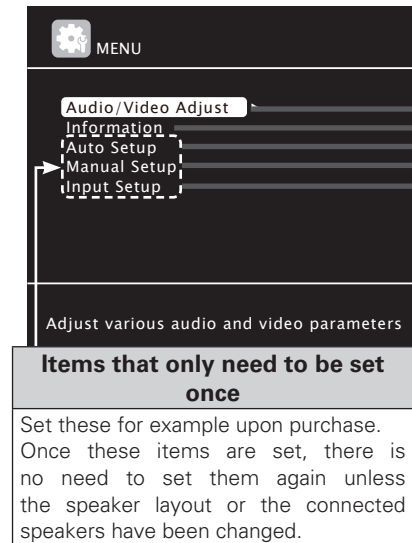 MENU
Audio/Video Adjust
Information
Auto Setup
Manual Setup
Input Setup
Adjust various audio and video parameters
Items that only need to be set
once
Set these for example upon purchase.
Once these items are set, there is
no need to set them again unless
the speaker layout or the connected
speakers have been changed.